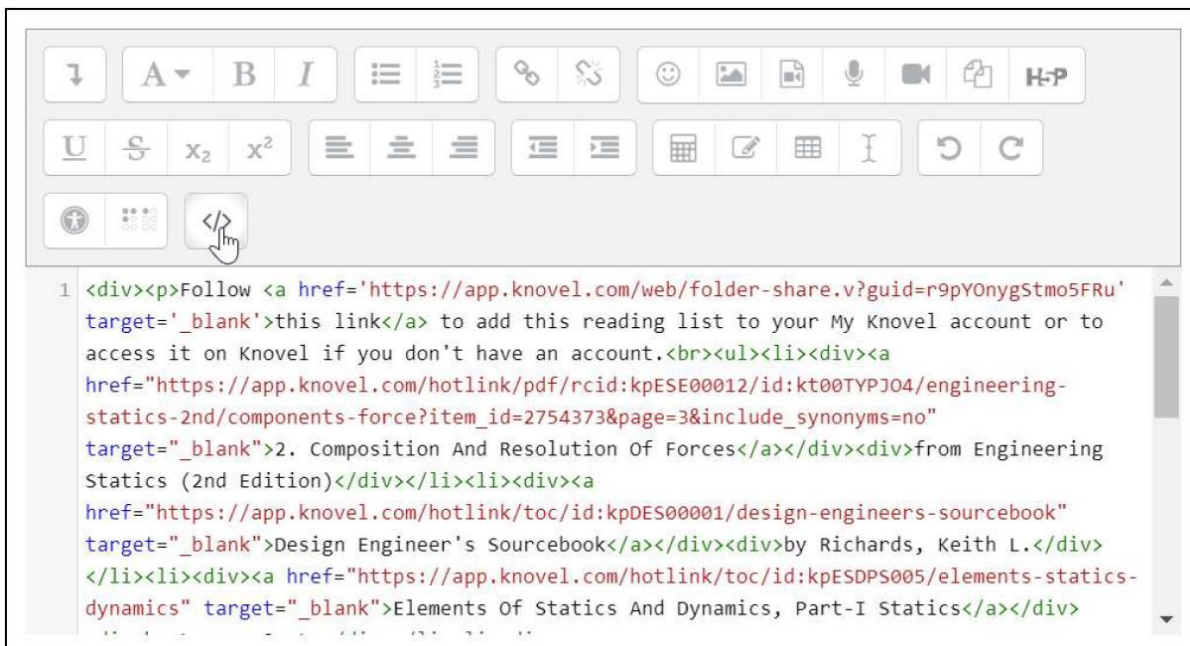 A B I H5P
U S x₂ x²
</>
1 <div><p>Follow <a href='https://app.knovel.com/web/folder-share.v?guid=r9pYOnygStmo5FRu'
target='_blank'>this link</a> to add this reading list to your My Knovel account or to
access it on Knovel if you don't have an account.<br><ul><li><div><a
href="https://app.knovel.com/hotlink/pdf/rcid:kpESE00012/id:kt00TYPJO4/engineering-
statics-2nd/components-force?item_id=2754373&page=3&include_synonyms=no"
target="_blank">2. Composition And Resolution Of Forces</a></div><div>from Engineering
Statics (2nd Edition)</div></li><li><div><a
href="https://app.knovel.com/hotlink/toc/id:kpDES00001/design-engineers-sourcebook"
target="_blank">Design Engineer's Sourcebook</a></div><div>by Richards, Keith L.</div>
</li><li><div><a href="https://app.knovel.com/hotlink/toc/id:kpESDPS005/elements-statics-
dynamics" target="_blank">Elements Of Statics And Dynamics, Part-I Statics</a></div>